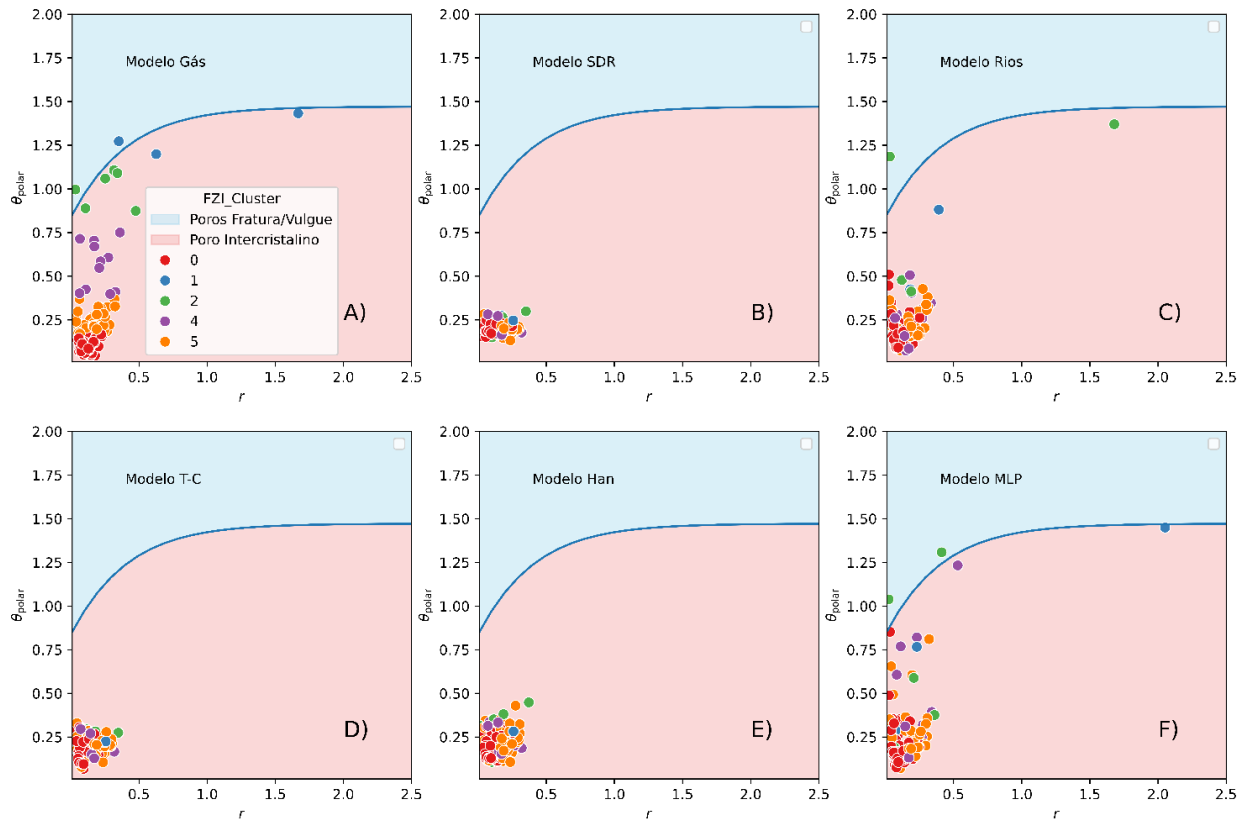 2.00
1.75
1.50
1.25
1.00
0.75
0.50
0.25
θpolar
Modelo Gás
FZI_Cluster
Poros Fratura/Vulgue
Poro Intercristalino
0
1
2
4
5
A)
0.5 1.0 1.5 2.0 2.5
r
2.00
1.75
1.50
1.25
1.00
0.75
0.50
0.25
θpolar
Modelo SDR
B)
0.5 1.0 1.5 2.0 2.5
r
2.00
1.75
1.50
1.25
1.00
0.75
0.50
0.25
θpolar
Modelo Rios
C)
0.5 1.0 1.5 2.0 2.5
r
2.00
1.75
1.50
1.25
1.00
0.75
0.50
0.25
θpolar
Modelo T-C
D)
0.5 1.0 1.5 2.0 2.5
r
2.00
1.75
1.50
1.25
1.00
0.75
0.50
0.25
θpolar
Modelo Han
E)
0.5 1.0 1.5 2.0 2.5
r
2.00
1.75
1.50
1.25
1.00
0.75
0.50
0.25
θpolar
Modelo MLP
F)
0.5 1.0 1.5 2.0 2.5
r